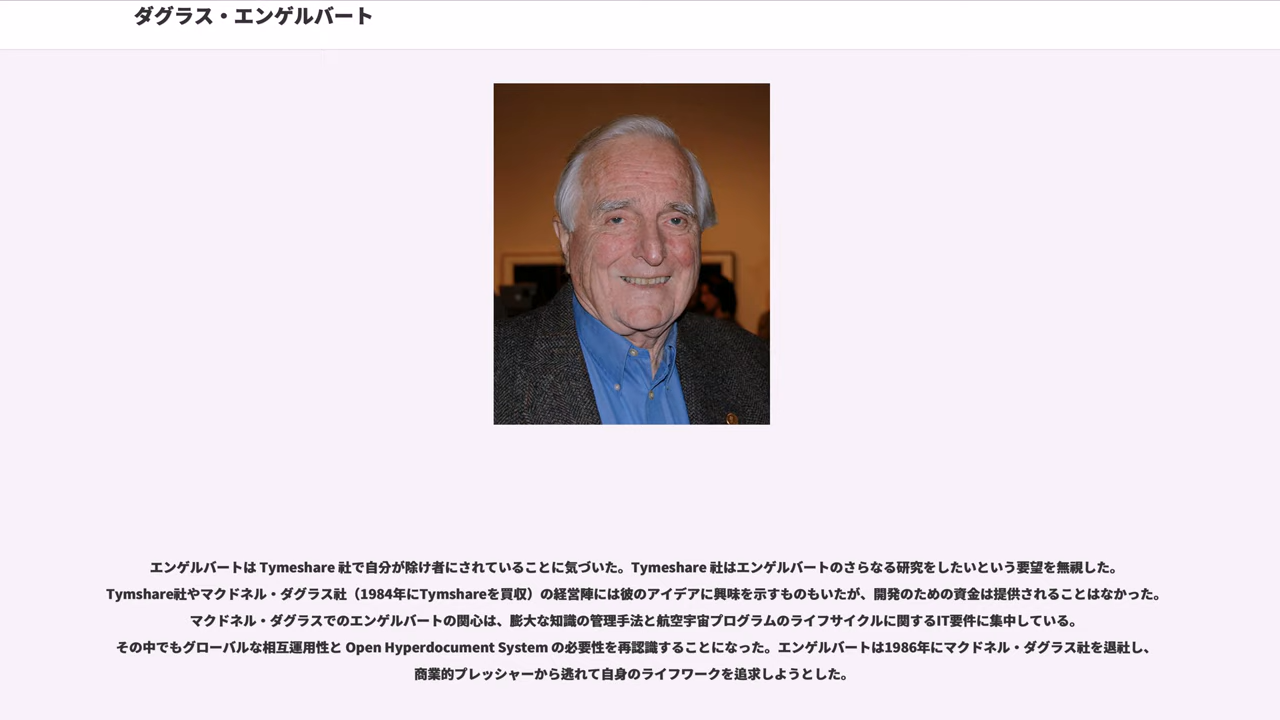 ダグラス・エンゲルバート
エンゲルバートは Tymeshare 社で自分が除け者にされていることに気づいた。Tymeshare 社はエンゲルバートのさらなる研究をしたいという要望を無視した。
Tymshare社やマクドネル・ダグラス社（1984年にTymshareを買収）の経営陣には彼のアイデアに興味を示すものもいたが、開発のための資金は提供されることはなかった。
マクドネル・ダグラスでのエンゲルバートの関心は、膨大な知識の管理手法と航空宇宙プログラムのライフサイクルに関するIT要件に集中している。
その中でもグローバルな相互運用性と Open Hyperdocument System の必要性を再認識することになった。エンゲルバートは1986年にマクドネル・ダグラス社を退社し、
商業的プレッシャーから逃れて自身のライフワークを追求しようとした。